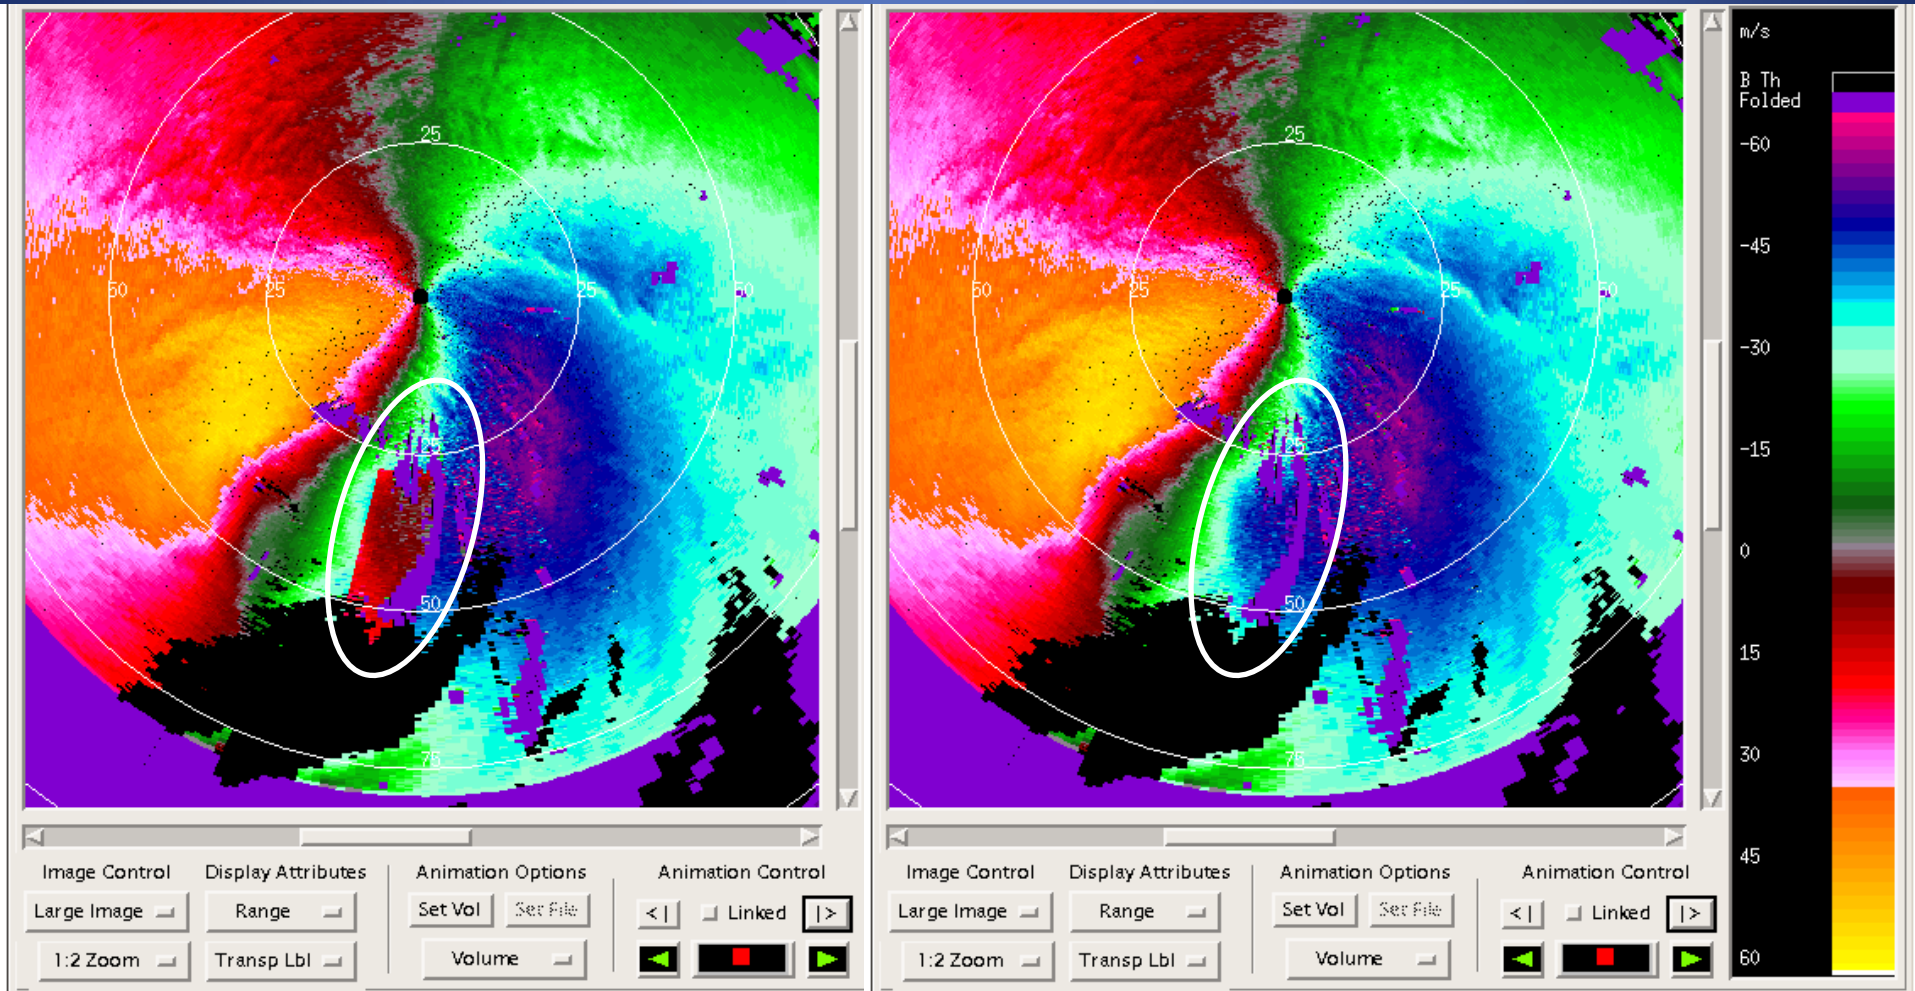 25
50
25
25
50
25
50
75
25
50
25
25
50
25
50
75
m/s
B Th
Folded
-60
-45
-30
-15
0
15
30
45
60
Image Control Display Attributes Animation Options Animation Control
Large Image Range Set Vol Set File <| Linked |>
1:2 Zoom Transp Lbl Volume
Image Control Display Attributes Animation Options Animation Control
Large Image Range Set Vol Set File <| Linked |>
1:2 Zoom Transp Lbl Volume